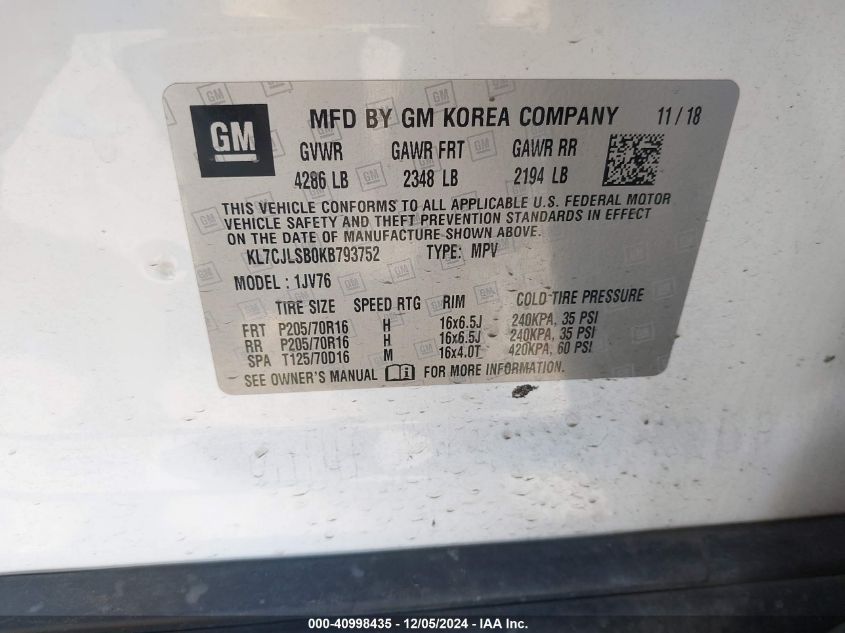 GM MFD BY GM KOREA COMPANY 11 / 18
GVWR GAWR FRT GAWR RR
4286 LB 2348 LB 2194 LB
THIS VEHICLE CONFORMS TO ALL APPLICABLE U.S. FEDERAL MOTOR
VEHICLE SAFETY AND THEFT PREVENTION STANDARDS IN EFFECT
ON THE DATE OF MANUFACTURE SHOWN ABOVE.
KL7CJLSB0KB793752 TYPE: MPV
MODEL : 1JV76
TIRE SIZE SPEED RTG RIM COLD TIRE PRESSURE
FRT P205/70R16 H 16x6.5J 240KPA, 35 PSI
RR P205/70R16 H 16x6.5J 240KPA, 35 PSI
SPA T125/70D16 M 16x4.0T 420KPA, 60 PSI
SEE OWNER'S MANUAL FOR MORE INFORMATION.
000-40998435 - 12/05/2024 - IAA Inc.